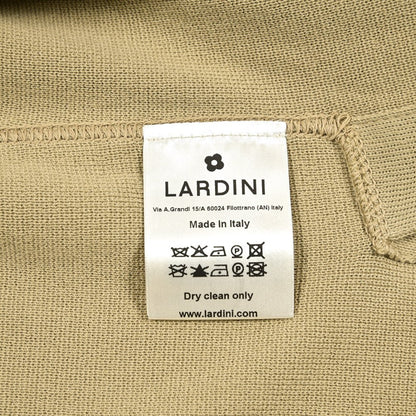 LARDINI
Via A.Grandi 15/A 60024 Filottrano (AN) Italy
Made in Italy
Dry clean only
www.lardini.com